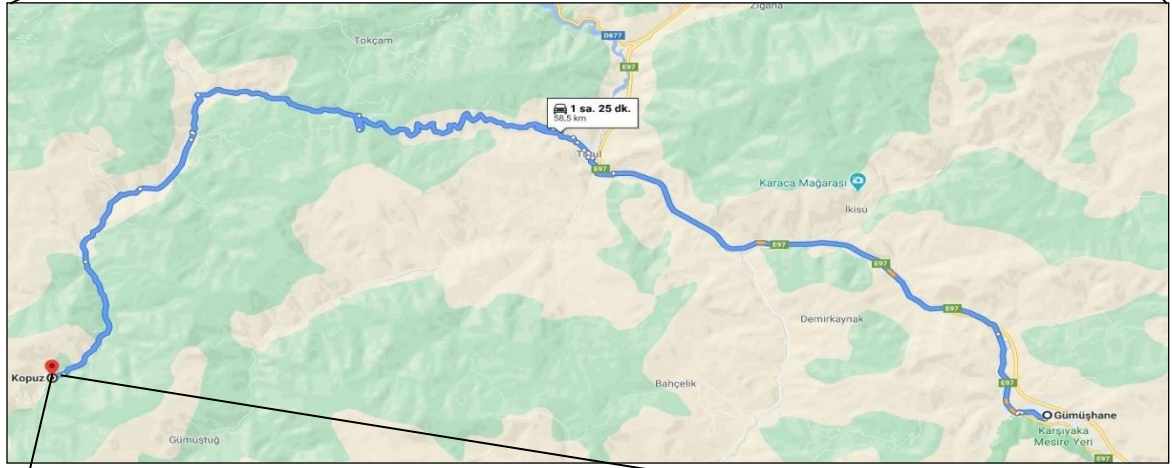 Zigana
Tokçam
D877
E97
1 sa. 25 dk.
58,5 km
Torul
E97
Karaca Mağarası
İkisu
E97
E97
E97
Demirkaynak
E97
Kopuz
Bahçelik
Gümüşhane
Gümüştuğ
Karşıyaka
Mesire Yeri
E97